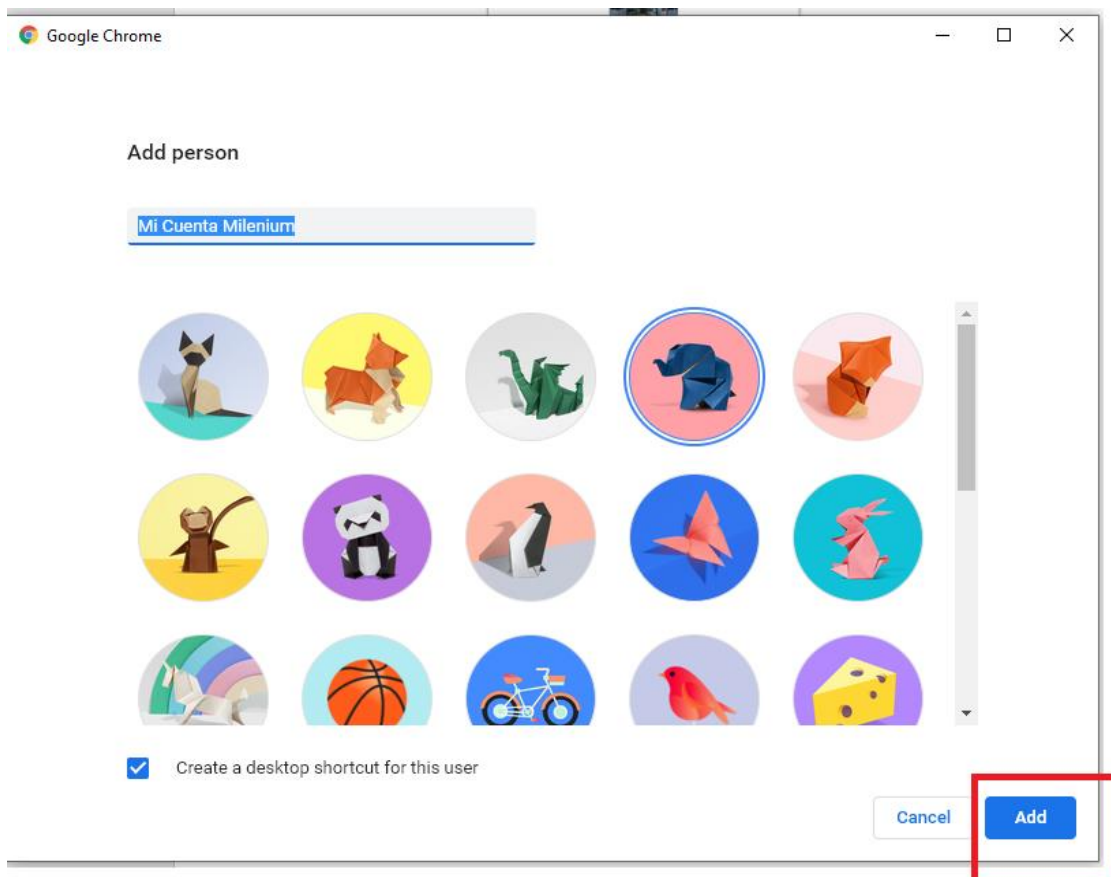 Google Chrome
Add person
Mi Cuenta Milenium
Create a desktop shortcut for this user
Cancel
Add